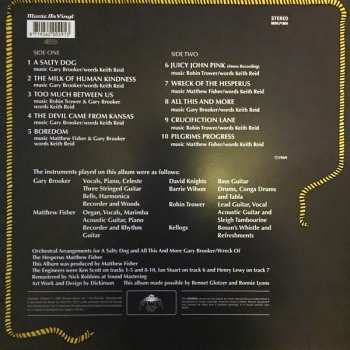 Music On Vinyl
STEREO
SIDE ONE
1 A SALTY DOG
music Gary Brooker/words Keith Reid
2 THE MILK OF HUMAN KINDNESS
music Gary Brooker/words Keith Reid
3 TOO MUCH BETWEEN US
music Robin Trower & Gary Brooker/
words Keith Reid
4 THE DEVIL CAME FROM KANSAS
music Gary Brooker/words Keith Reid
5 BOREDOM
music Matthew Fisher & Gary
Brooker/words Keith Reid
SIDE TWO
6 JUICY JOHN PINK
music Robin Trower/words Keith Reid
7 WRECK OF THE HESPERUS
music Matthew Fisher/words Keith Reid
8 ALL THIS AND MORE
music Gary Brooker/words Keith Reid
9 CRUCIFICTION LANE
music Robin Trower/words Keith Reid
10 PILGRIMS PROGRESS
music Matthew Fisher/words Keith Reid
The instruments played on this album were as follows:
Gary Brooker Vocals, Piano, Celeste
Three Stringed Guitar
Bells, Harmonica
Recorder and Woods
Matthew Fisher Organ, Vocals, Marimba
Acoustic Guitar, Piano
Recorder and Rhythm
Guitar
David Knights Bass Guitar
Barrie Wilson Drums, Conga Drums
and Tabla
Robin Trower Lead Guitar, Vocal
Acoustic Guitar and
Sleigh Tambourine
Kellogs Bosun's Whistle and
Refreshments
Orchestral Arrangements for A Salty Dog and All This And More Gary Brooker/Wreck Of
The Hesperus Matthew Fisher
This Album was produced by Matthew Fisher
The Engineers were Ken Scott on tracks 1-5 and 8-10, Ian Stuart on track 6 and Henry Lewy on track 7
Remastered by Nick Robbins at Sound Mastering
Art Work and Design by Dickinson
This album made possible by Bennet Glotzer and Ronnie Lyons